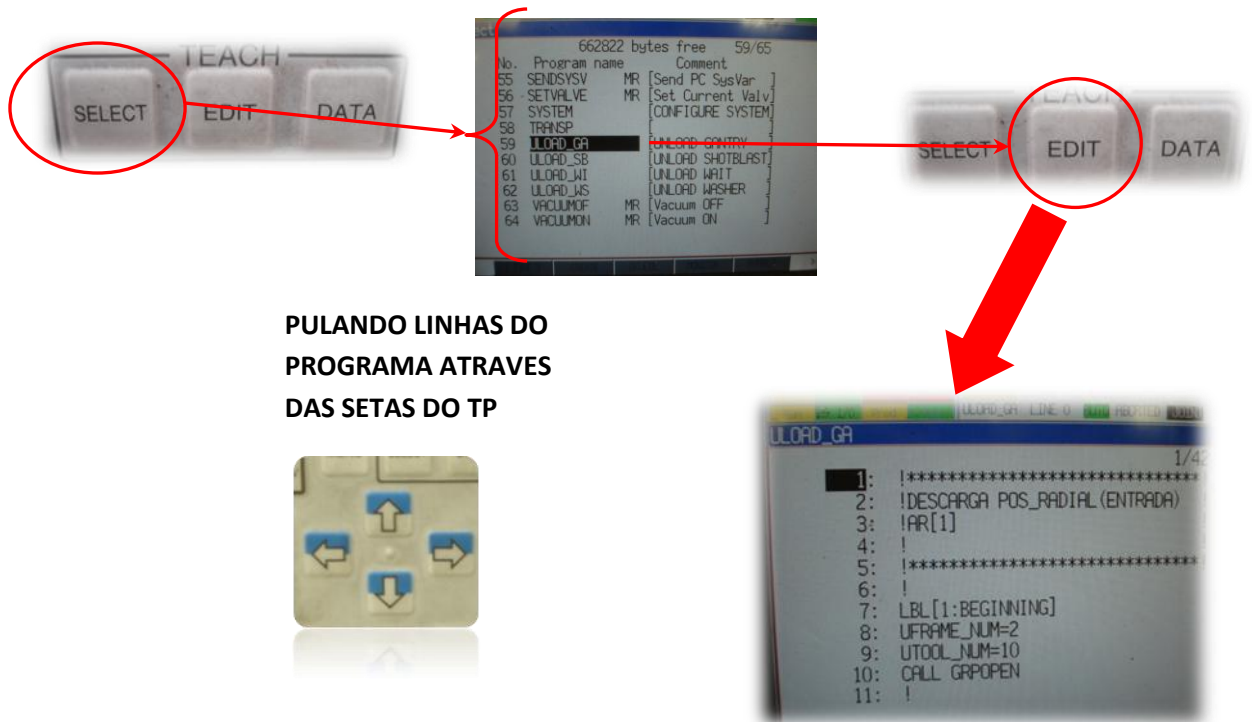 TEACH
SELECT EDIT DATA
662822 bytes free 59/65
No. Program name Comment
55 SENDSYSV MR [Send PC SysVar ]
56 SETVALVE MR [Set Current Valv]
57 SYSTEM [CONFIGURE SYSTEM]
58 TRANSP [ ]
59 ULOAD_GA [UNLOAD GANTRY ]
60 ULOAD_SB [UNLOAD SHOTBLAST]
61 ULOAD_WI [UNLOAD WAIT ]
62 ULOAD_WS [UNLOAD WASHER ]
63 VACUUMOF MR [Vacuum OFF ]
64 VACUUMON MR [Vacuum ON ]
TEACH
SELECT EDIT DATA
PULANDO LINHAS DO
PROGRAMA ATRAVES
DAS SETAS DO TP
ULOAD_GA LINE 0 AUTO ABORTED JOINT
ULOAD_GA
1/42
1: !******************************
2: !DESCARGA POS_RADIAL(ENTRADA)
3: !AR[1]
4: !
5: !******************************
6: !
7: LBL[1:BEGINNING]
8: UFRAME_NUM=2
9: UTOOL_NUM=10
10: CALL GRPOPEN
11: !